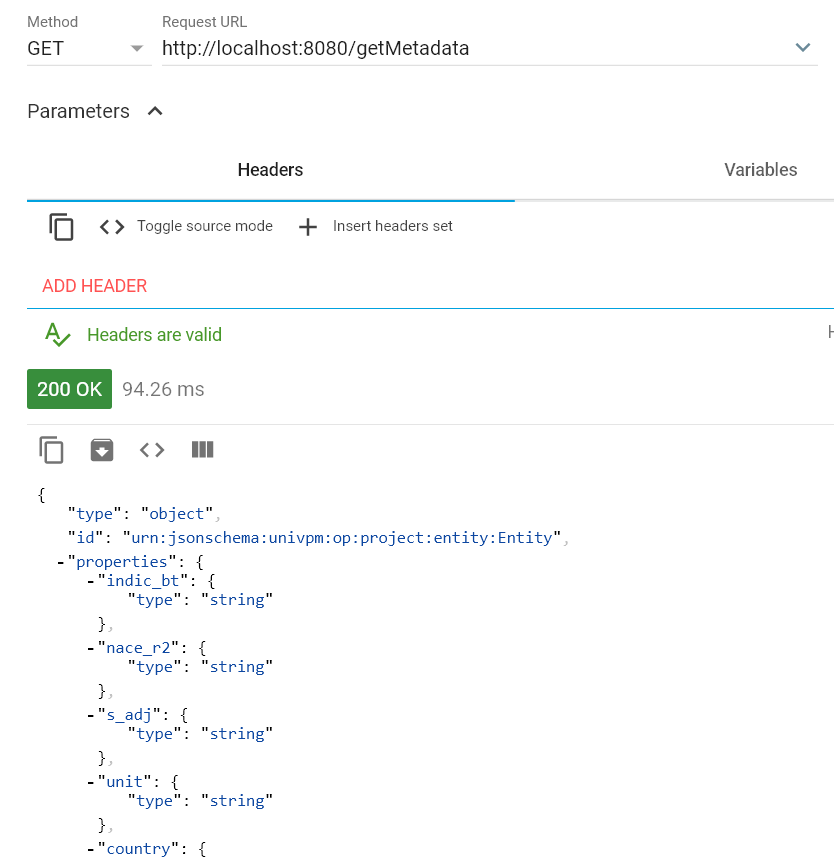 Method Request URL
GET http://localhost:8080/getMetadata
Parameters
Headers Variables
Toggle source mode Insert headers set
ADD HEADER
Headers are valid H
200 OK 94.26 ms
{
"type": "object",
"id": "urn:jsonschema:univpm:op:project:entity:Entity",
-"properties": {
-"indic_bt": {
"type": "string"
},
-"nace_r2": {
"type": "string"
},
-"s_adj": {
"type": "string"
},
-"unit": {
"type": "string"
},
-"country": {